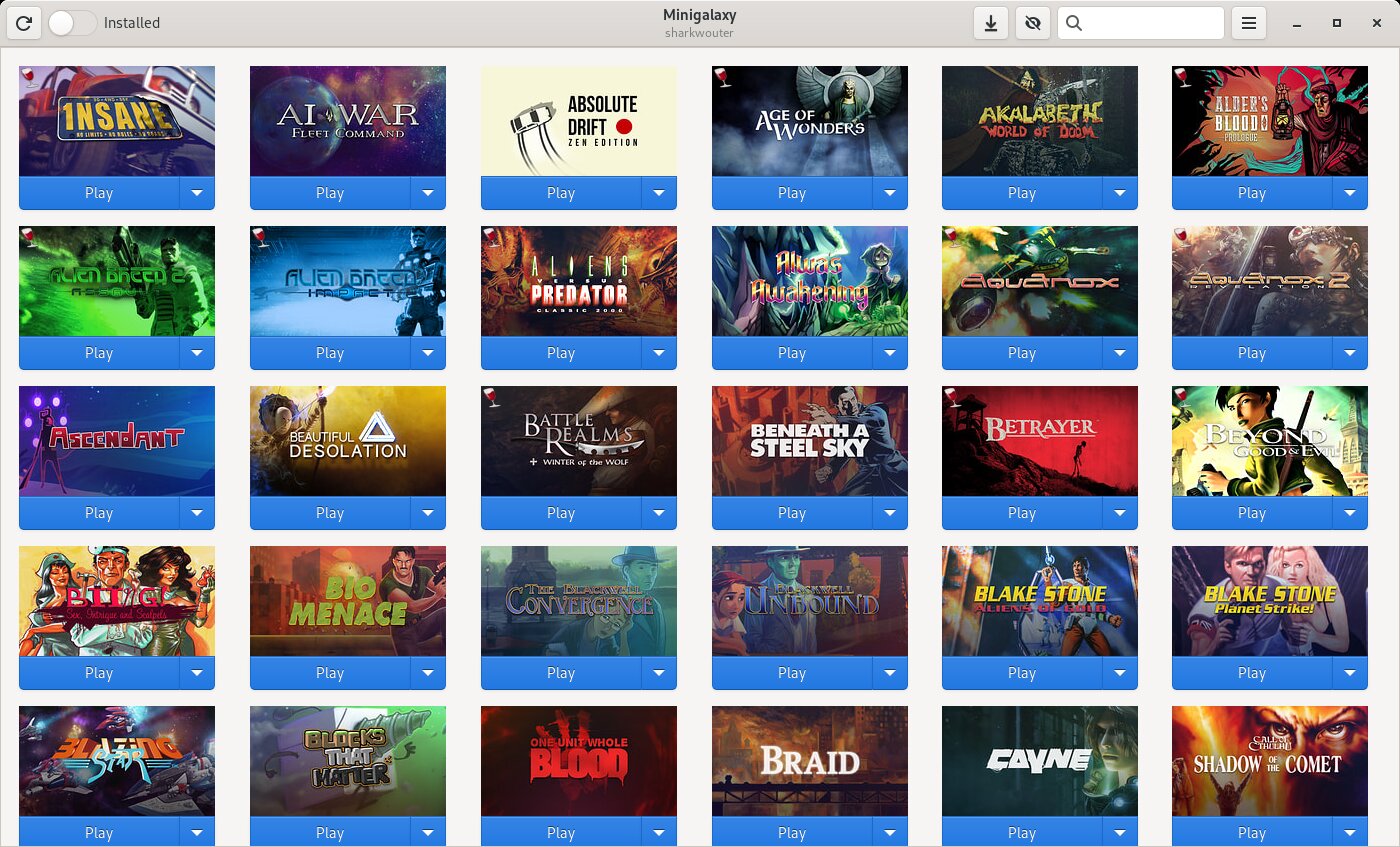 Minigalaxy
Installed
sharkwouter
1NSANE
NO LIMITS • NO RULES • NO ROADS
AI WAR
FLEET COMMAND
ABSOLUTE
DRIFT
ZEN EDITION
AGE OF
WONDERS
AKALABETH
WORLD OF DOOM
ALDER'S
BLOOD
PROLOGUE
Play
Play
Play
Play
Play
Play
ALIEN BREED 2
ASSAULT
ALIEN BREED
IMPACT
ALIENS
VERSUS
PREDATOR
CLASSIC 2000
Alwa's
Awakening
AQUANOX
AQUANOX 2
REVELATION
Play
Play
Play
Play
Play
Play
ASCENDANT
BEAUTIFUL
DESOLATION
BATTLE
REALMS
+ WINTER of the WOLF
BENEATH A
STEEL SKY
BETRAYER
BEYOND
GOOD & EVIL
Play
Play
Play
Play
Play
Play
Sex, Intrigue and Scalpels
BIO
MENACE
THE BLACKWELL
CONVERGENCE
BLACKWELL
UNBOUND
BLAKE STONE
ALIENS OF GOLD
BLAKE STONE
Planet Strike!
Play
Play
Play
Play
Play
Play
BLAZING
STAR
BLOCKS
THAT
MATTER
ONE UNIT WHOLE
BLOOD
BRAID
CAYNE
CALL OF
CTHULHU
SHADOW OF THE COMET
Play
Play
Play
Play
Play
Play